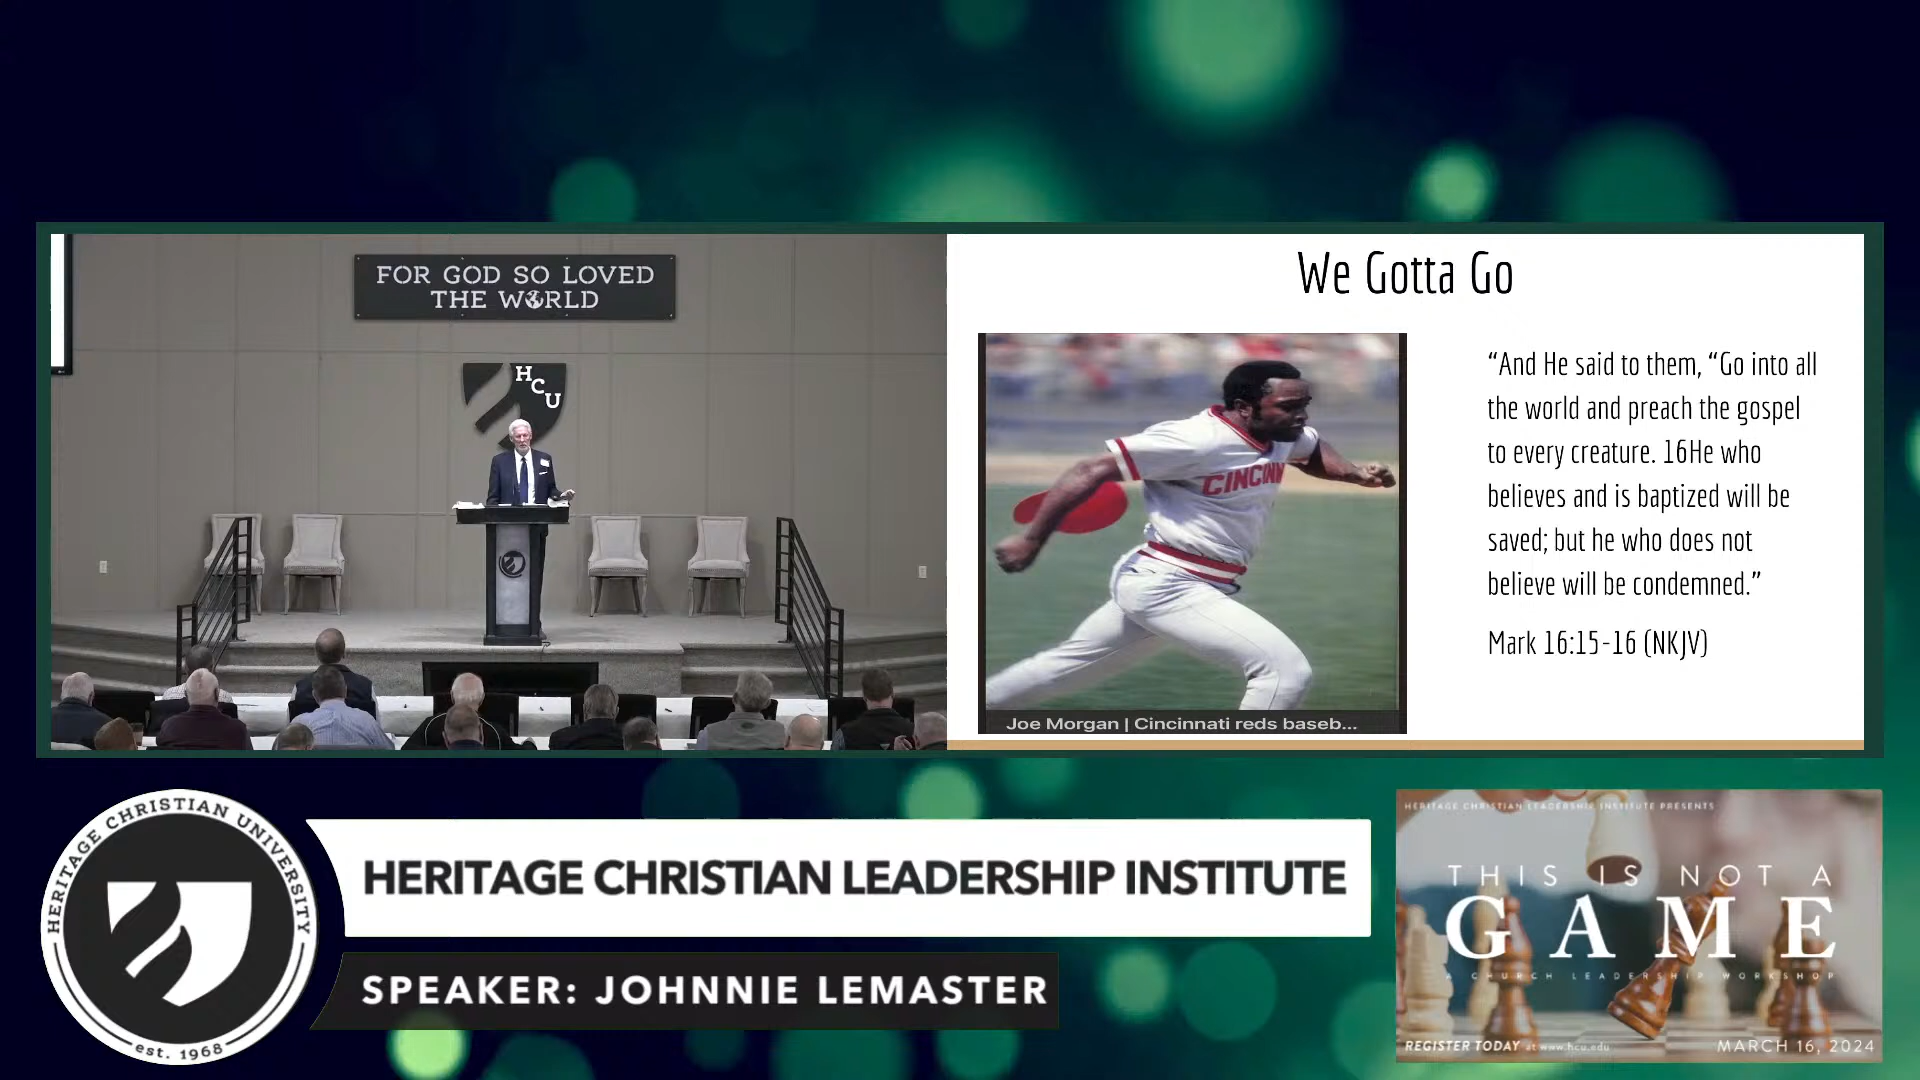 FOR GOD SO LOVED
THE WORLD
H
C
U
We Gotta Go
“And He said to them, “Go into all
the world and preach the gospel
to every creature. 16He who
believes and is baptized will be
saved; but he who does not
believe will be condemned.”
Mark 16:15-16 (NKJV)
CINCINN
Joe Morgan | Cincinnati reds baseb...
HERITAGE CHRISTIAN UNIVERSITY
est. 1968
HERITAGE CHRISTIAN LEADERSHIP INSTITUTE
SPEAKER: JOHNNIE LEMASTER
HERITAGE CHRISTIAN LEADERSHIP INSTITUTE PRESENTS
THIS IS NOT A
GAME
A CHURCH LEADERSHIP WORKSHOP
REGISTER TODAY at www.hcu.edu
MARCH 16, 2024